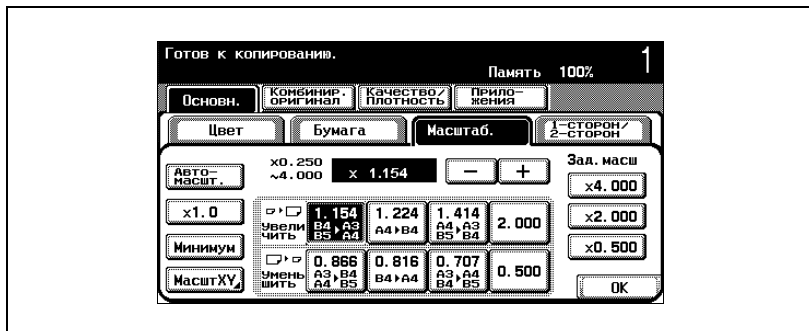 Готов к копированию.
1
Память 100%
Основн.
Комбинир.
оригинал
Качество/
Плотность
Прило-
жения
Цвет
Бумага
Масштаб.
1-сторон/
2-сторон
Авто-
масшт.
x0.250
~4.000
x 1.154
− +
Зад.масш
x4.000
x1.0
Увели
чить
1.154
B4▸A3
B5▸A4
1.224
A4▸B4
1.414
A4▸A3
B5▸B4
2.000
x2.000
Минимум
x0.500
Умень
шить
0.866
A3▸B4
A4▸B5
0.816
B4▸A4
0.707
A3▸A4
B4▸B5
0.500
МасштXY
OK